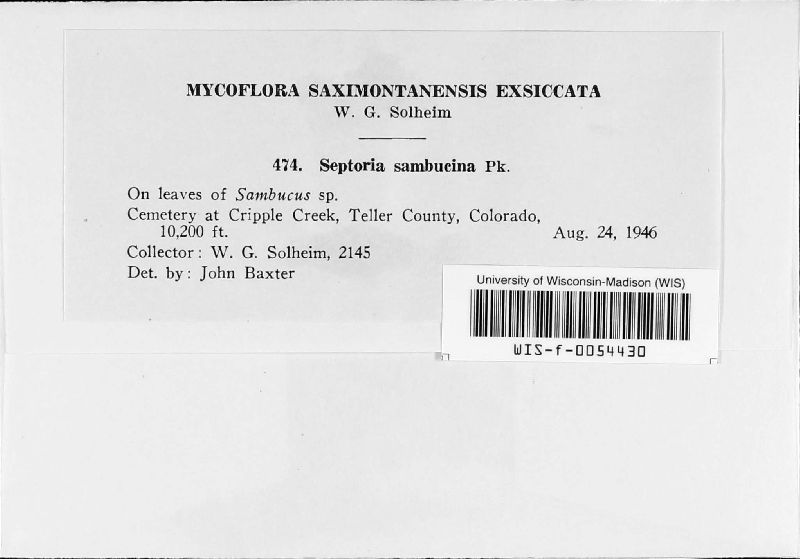 MYCOFLORA SAXIMONTANENSIS EXSICCATA
W. G. Solheim
474. Septoria sambucina Pk.
On leaves of Sambucus sp.
Cemetery at Cripple Creek, Teller County, Colorado,
10,200 ft. Aug. 24, 1946
Collector: W. G. Solheim, 2145
Det. by: John Baxter
University of Wisconsin-Madison (WIS)
WIS-f-0054430